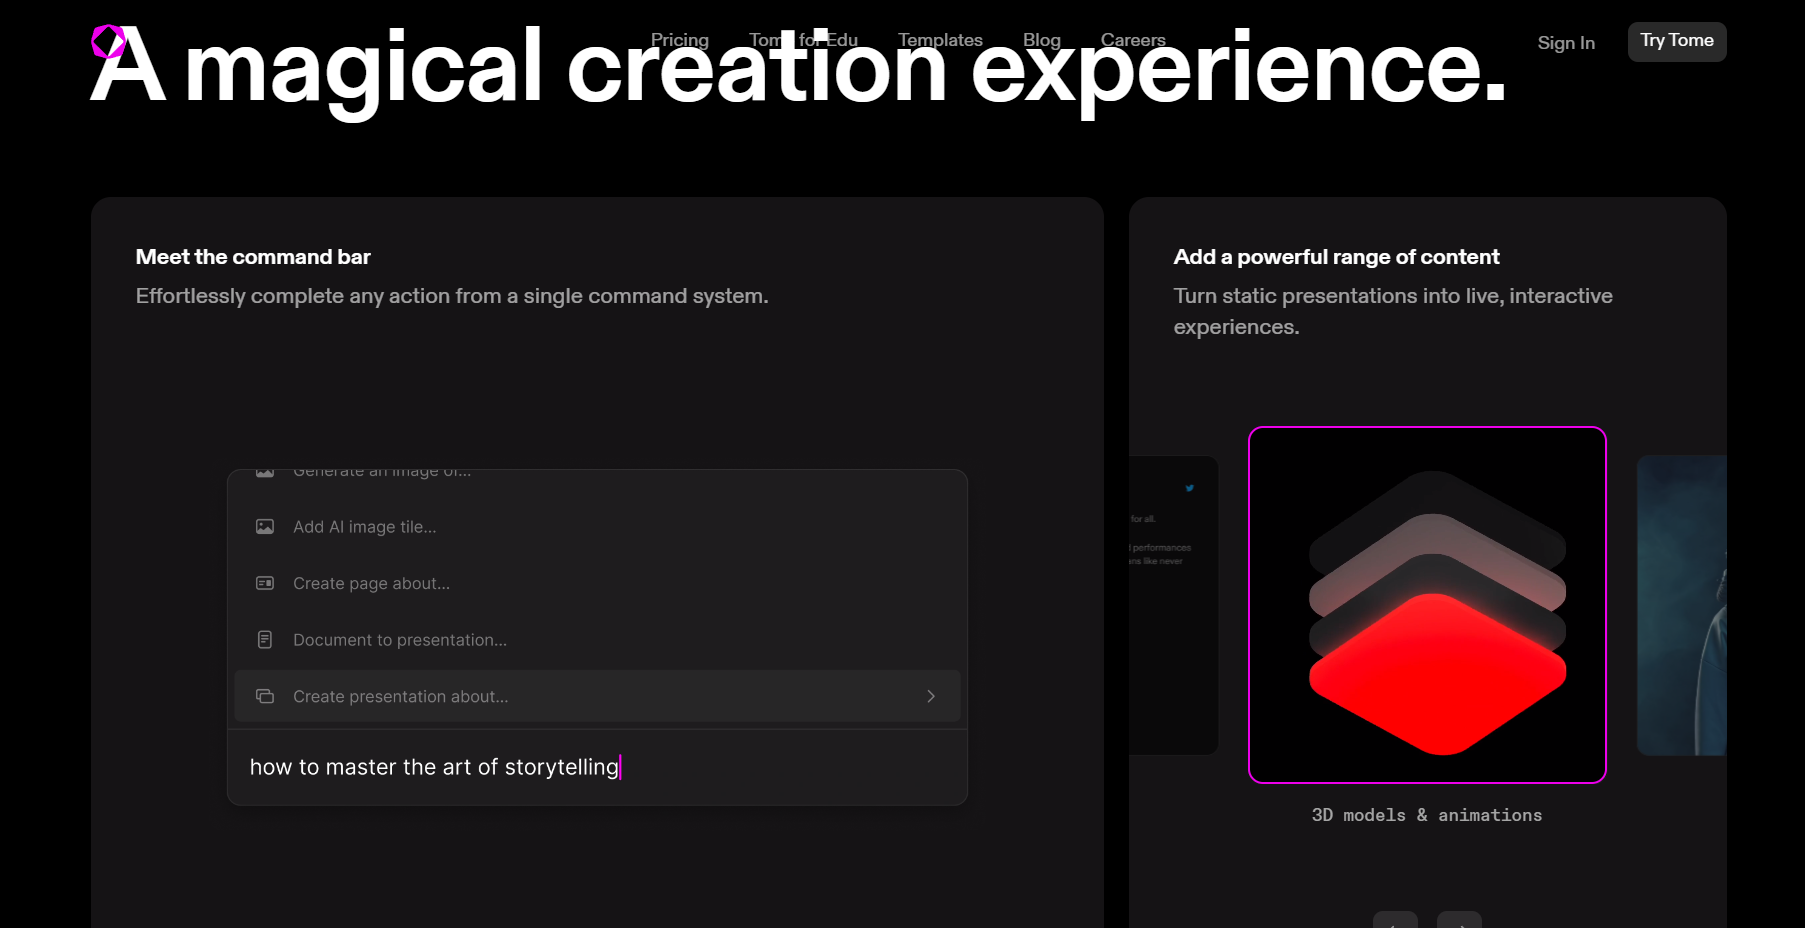 Pricing
Tome for Edu
Templates
Blog
Careers
Sign In
Try Tome
A magical creation experience.
Meet the command bar
Effortlessly complete any action from a single command system.
Generate an image of...
Add AI image tile...
Create page about...
Document to presentation...
Create presentation about...
how to master the art of storytelling
Add a powerful range of content
Turn static presentations into live, interactive
experiences.
for all.
performances
like never
3D models & animations